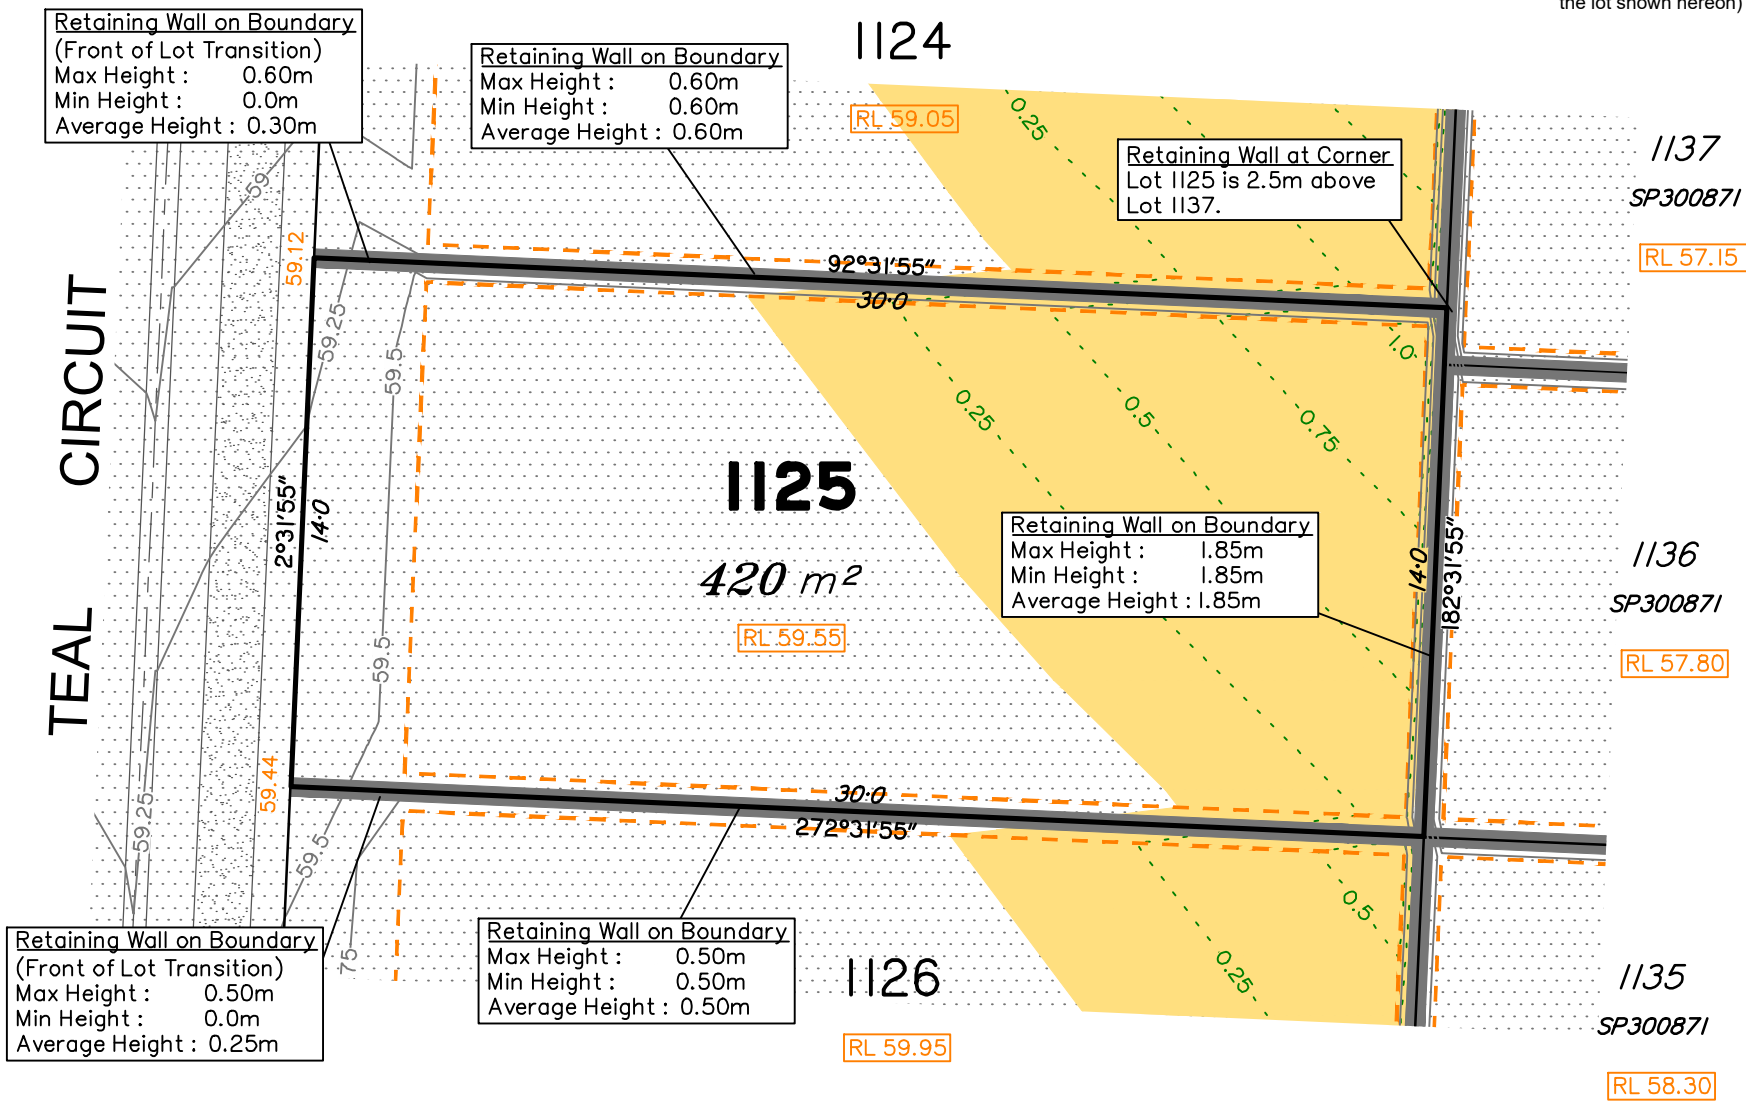 the lot shown hereon)
Retaining Wall on Boundary
(Front of Lot Transition)
Max Height : 0.60m
Min Height : 0.0m
Average Height : 0.30m
Retaining Wall on Boundary
Max Height : 0.60m
Min Height : 0.60m
Average Height : 0.60m
1124
RL 59.05
0.25
Retaining Wall at Corner
Lot 1125 is 2.5m above
Lot 1137.
1137
SP300871
RL 57.15
59
59.12
92°31'55"
30·0
59.25
59.5
1.0
0.25
0.5
0.75
TEAL CIRCUIT
2°31'55"
14·0
1125
420 m²
RL 59.55
Retaining Wall on Boundary
Max Height : 1.85m
Min Height : 1.85m
Average Height : 1.85m
14·0
182°31'55"
1136
SP300871
RL 57.80
59.5
59.44
59.25
59.5
30·0
272°31'55"
75
0.5
0.25
Retaining Wall on Boundary
(Front of Lot Transition)
Max Height : 0.50m
Min Height : 0.0m
Average Height : 0.25m
Retaining Wall on Boundary
Max Height : 0.50m
Min Height : 0.50m
Average Height : 0.50m
1126
RL 59.95
1135
SP300871
RL 58.30